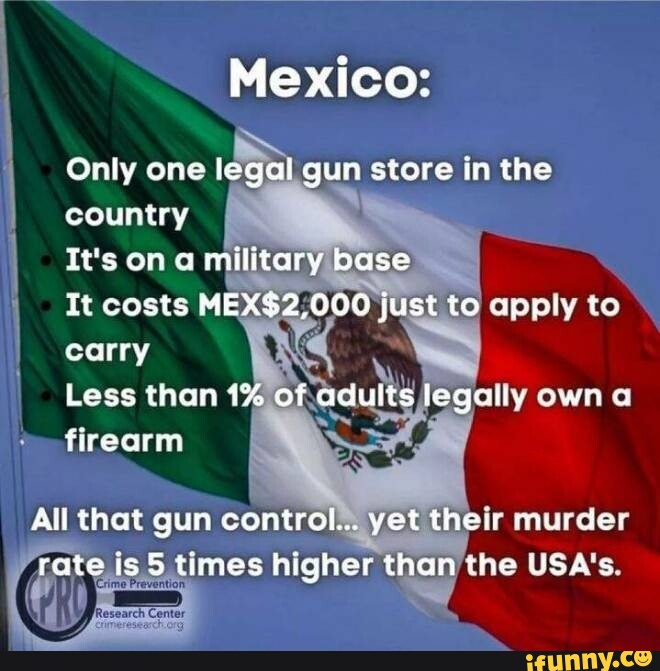 Mexico:
Only one legal gun store in the
country
It's on a military base
It costs MEX$2,000 just to apply to
carry
Less than 1% of adults legally own a
firearm
All that gun control... yet their murder
rate is 5 times higher than the USA's.
CPRC
Crime Prevention
Research Center
crimeresearch.org
ifunny.co